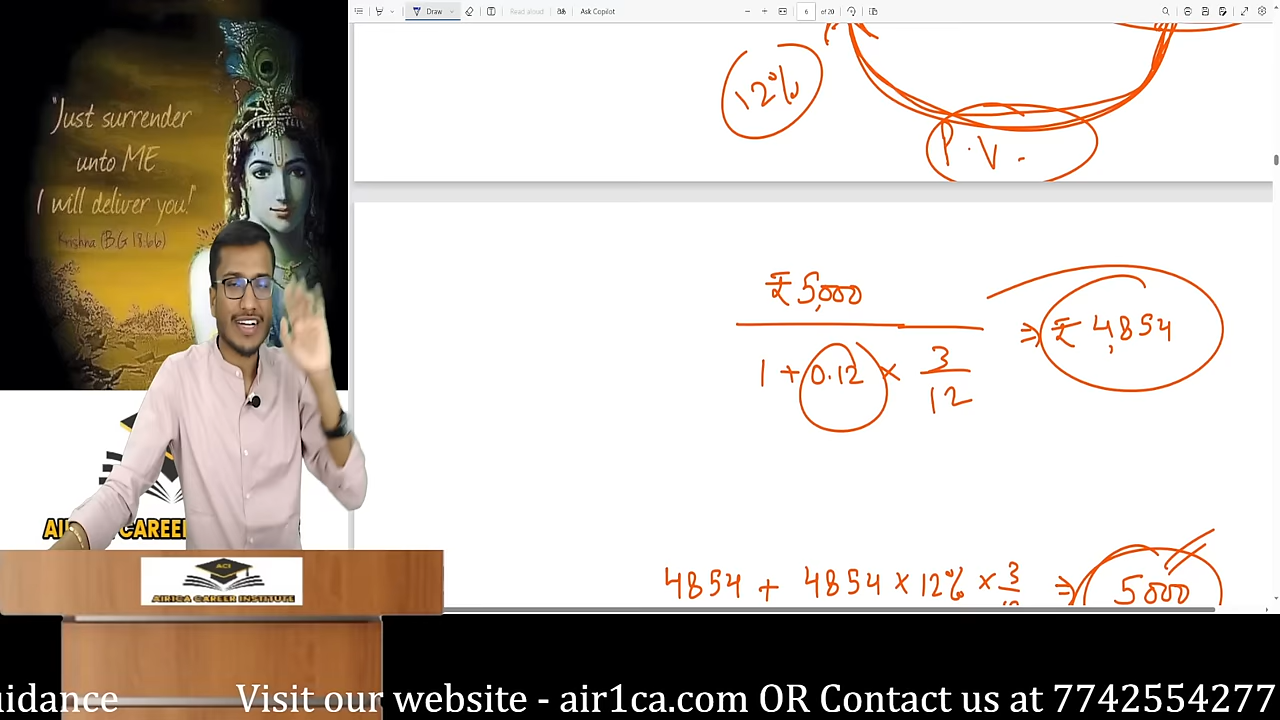 "Just surrender
unto ME
I will deliver you!"
Krishna (BG 18:66)
Draw
Read aloud
Ask Copilot
6 of 20
12%
P.V.
₹5,000
1 + 0.12 × 3/12
⇒ ₹ 4,854
4854 + 4854 × 12% × 3
⇒ 5000
ACI
AIR1CA CAREER INSTITUTE
uidance Visit our website - air1ca.com OR Contact us at 7742554277